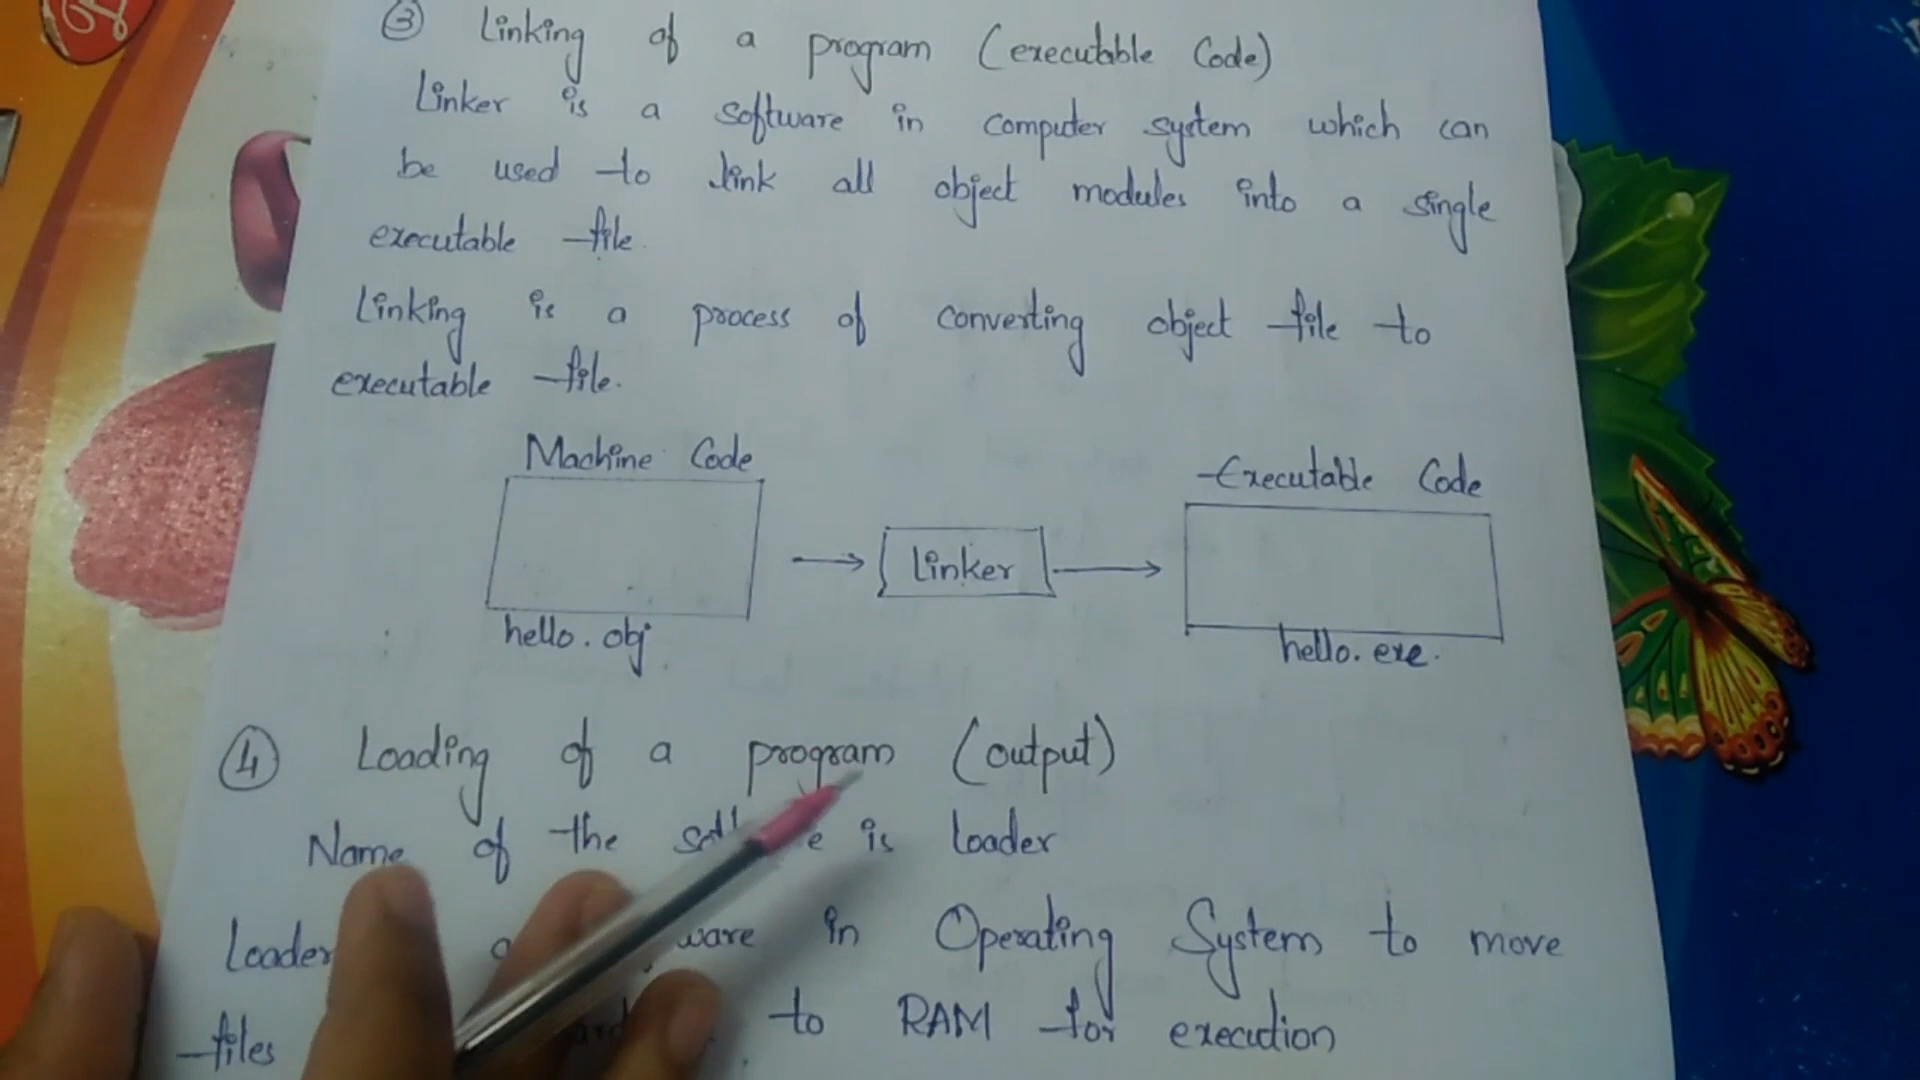 ③ Linking of a program (executable Code)
Linker is a software in computer system which can
be used to link all object modules into a single
executable file.
Linking is a process of converting object file to
executable file.
Machine Code
Executable Code
Linker
hello.obj
hello.exe.
④ Loading of a program (output)
Name of the is Loader
Loader in Operating System to move
files to RAM for execution